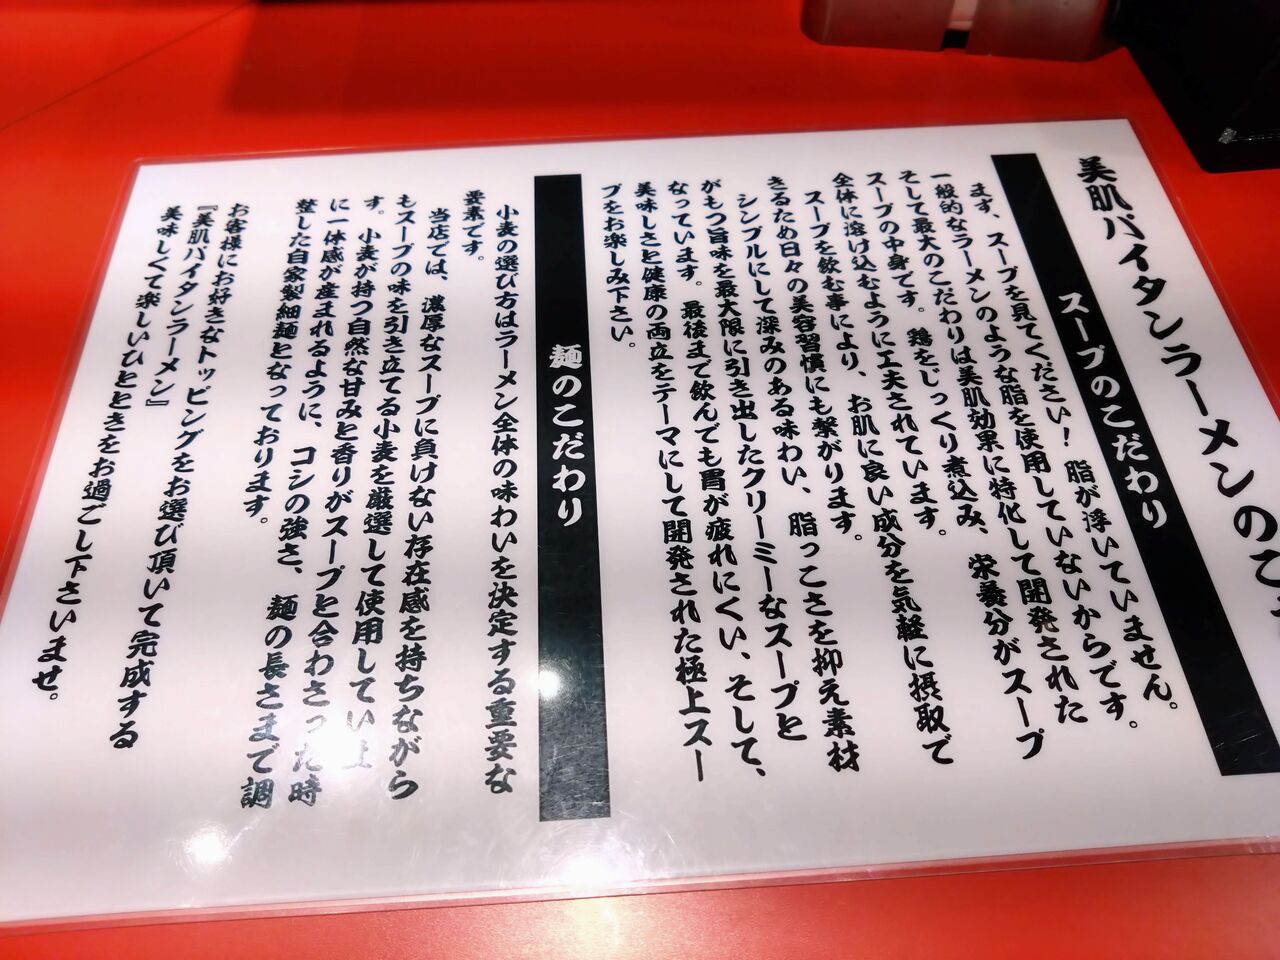 美肌パイタンラーメンのこ
スープのこだわり
まず、スープを見てください！脂が浮いていません。
一般的なラーメンのような脂を使用していないからです。
そして最大のこだわりは美肌効果に特化して開発された
スープの中身です。鶏をじっくり煮込み、栄養分がスープ
全体に溶け込むように工夫されています。
スープを飲む事により、お肌に良い成分を気軽に摂取で
きるため日々の美容習慣にも繋がります。
シンプルにして深みのある味わい、脂っこさを抑え素材
がもつ旨味を最大限に引き出したクリーミーなスープと
なっています。最後まで飲んでも胃が疲れにくい、そして、
美味しさと健康の両立をテーマにして開発された極上スー
プをお楽しみ下さい。
麺のこだわり
小麦の選び方はラーメン全体の味わいを決定する重要な
要素です。
当店では、濃厚なスープに負けない存在感を持ちながら
もスープの味を引き立てる小麦を厳選して使用していま
す。小麦が持つ自然な甘みと香りがスープと合わさった時
に一体感が産まれるように、コシの強さ、麺の長さまで調
整した自家製細麺となっております。
お客様にお好きなトッピングをお選び頂いて完成する
『美肌パイタンラーメン』
美味しくて楽しいひとときをお過ごし下さいませ。